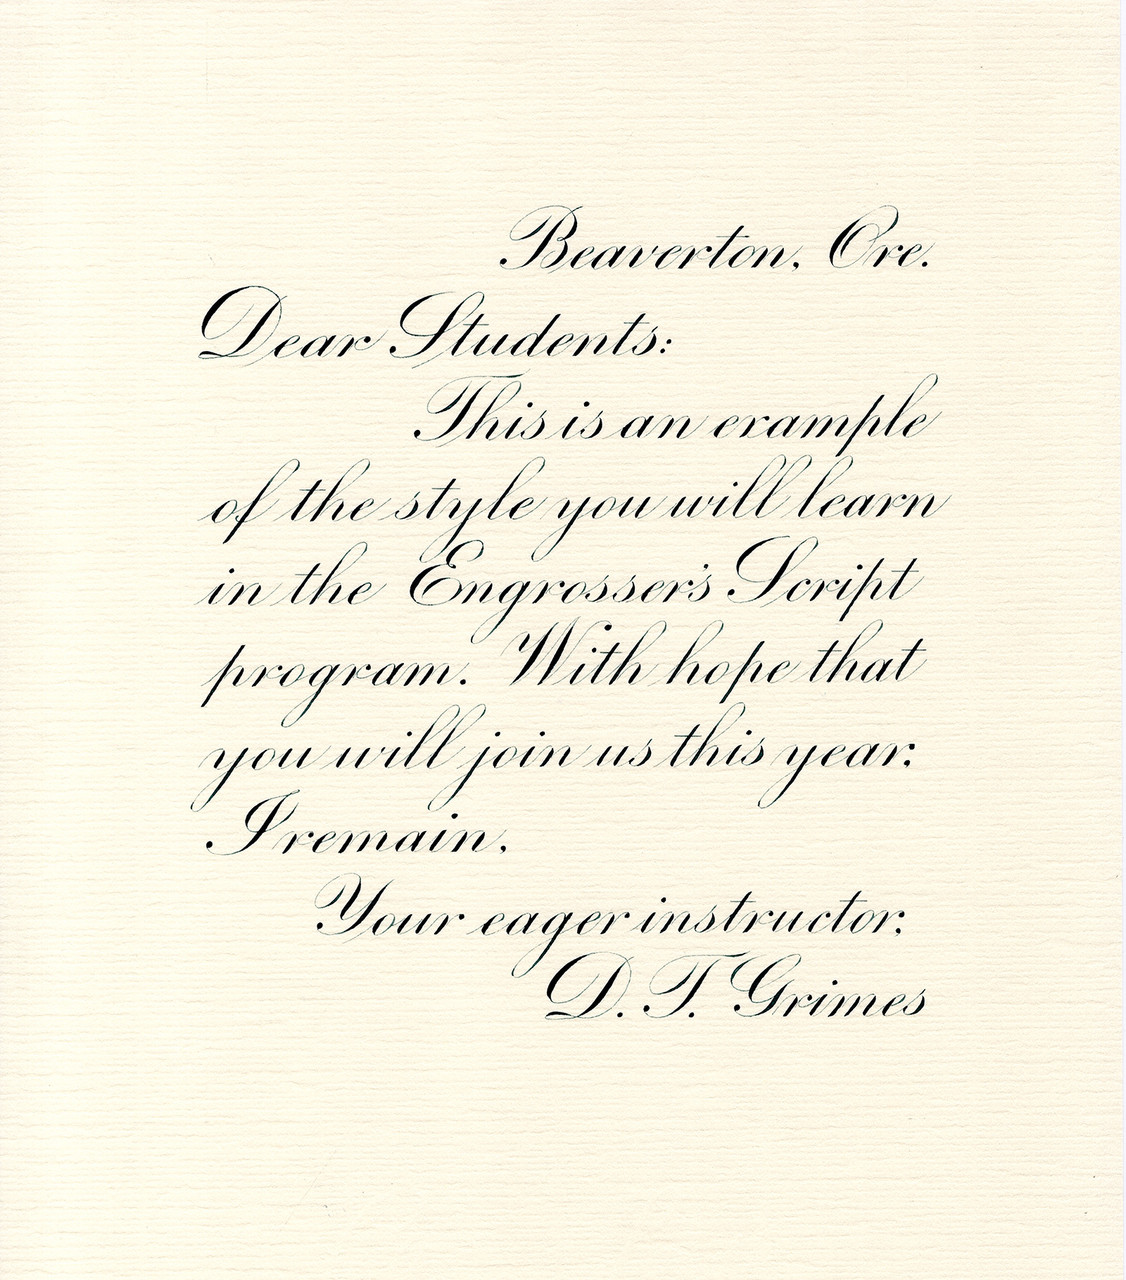 Beaverton, Ore.
Dear Students:
This is an example
of the style you will learn
in the Engrosser's Script
program. With hope that
you will join us this year,
I remain,
Your eager instructor,
D. T. Grimes